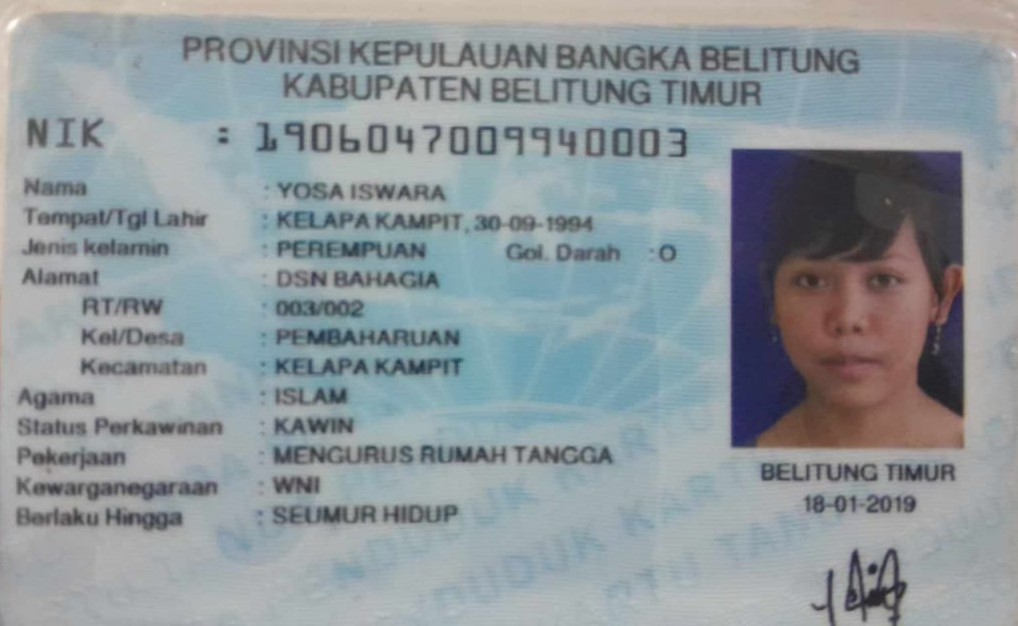 PROVINSI KEPULAUAN BANGKA BELITUNG
KABUPATEN BELITUNG TIMUR
NIK : 1906047009940003
Nama : YOSA ISWARA
Tempat/Tgl Lahir : KELAPA KAMPIT, 30-09-1994
Jenis kelamin : PEREMPUAN Gol. Darah : O
Alamat : DSN BAHAGIA
RT/RW : 003/002
Kel/Desa : PEMBAHARUAN
Kecamatan : KELAPA KAMPIT
Agama : ISLAM
Status Perkawinan : KAWIN
Pekerjaan : MENGURUS RUMAH TANGGA
Kewarganegaraan : WNI
Berlaku Hingga : SEUMUR HIDUP
BELITUNG TIMUR
18-01-2019